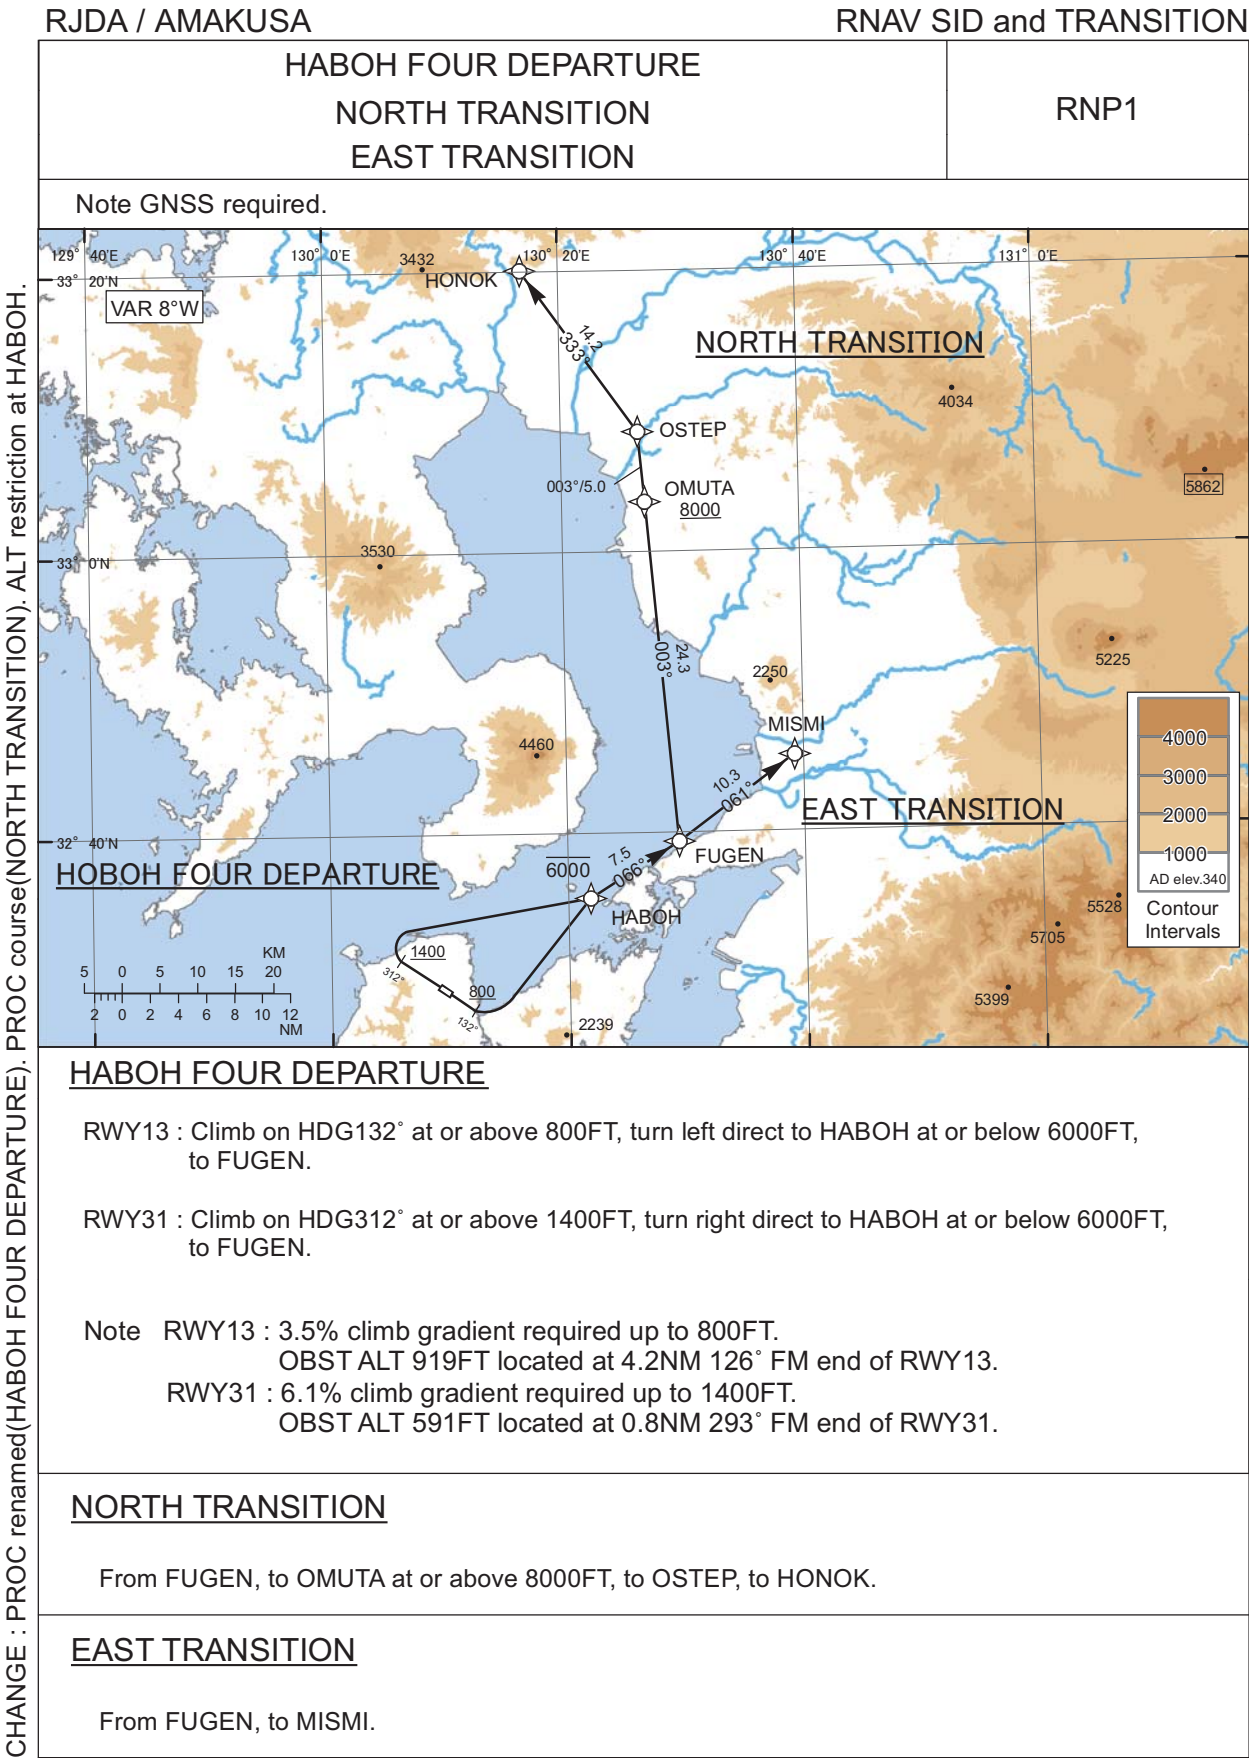 RJDA / AMAKUSA
RNAV SID and TRANSITION
HABOH FOUR DEPARTURE
NORTH TRANSITION
EAST TRANSITION
RNP1
Note GNSS required.
129° 40'E
130° 0'E
130° 20'E
130° 40'E
131° 0'E
33° 20'N
VAR 8°W
3432
HONOK
14.2
333°
NORTH TRANSITION
4034
OSTEP
5862
003°/5.0
OMUTA
8000
33° 0'N
3530
24.3
003°
2250
5225
MISMI
4460
10.3
061°
EAST TRANSITION
4000
3000
2000
1000
AD elev.340
Contour
Intervals
32° 40'N
HOBOH FOUR DEPARTURE
6000
7.5
066°
FUGEN
HABOH
5528
5705
5399
1400
312°
800
132°
2239
KM
5 0 5 10 15 20
2 0 2 4 6 8 10 12
NM
HABOH FOUR DEPARTURE
RWY13 : Climb on HDG132° at or above 800FT, turn left direct to HABOH at or below 6000FT,
to FUGEN.
RWY31 : Climb on HDG312° at or above 1400FT, turn right direct to HABOH at or below 6000FT,
to FUGEN.
Note RWY13 : 3.5% climb gradient required up to 800FT.
OBST ALT 919FT located at 4.2NM 126° FM end of RWY13.
RWY31 : 6.1% climb gradient required up to 1400FT.
OBST ALT 591FT located at 0.8NM 293° FM end of RWY31.
NORTH TRANSITION
From FUGEN, to OMUTA at or above 8000FT, to OSTEP, to HONOK.
EAST TRANSITION
From FUGEN, to MISMI.
CHANGE : PROC renamed(HABOH FOUR DEPARTURE). PROC course(NORTH TRANSITION). ALT restriction at HABOH.